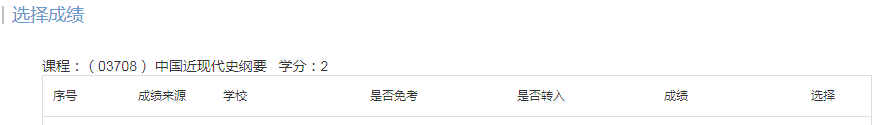 选择成绩
课程：（03708） 中国近现代史纲要 学分：2
序号 成绩来源 学校 是否免考 是否转入 成绩 选择